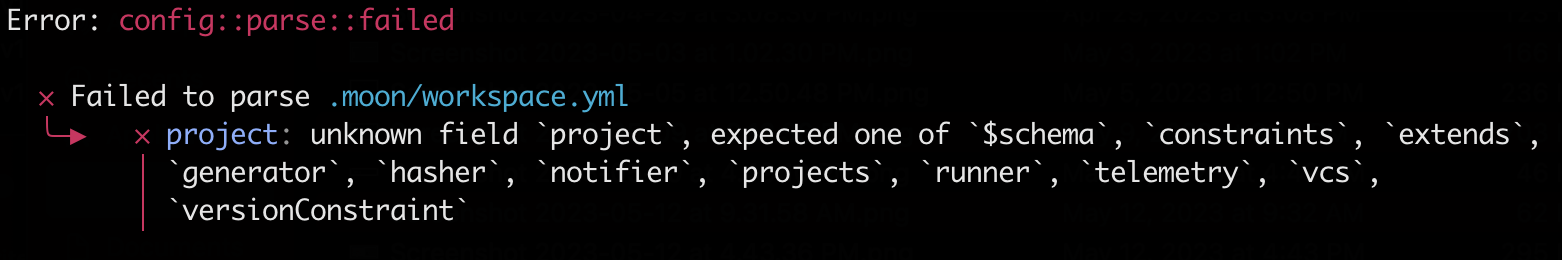 Error: config::parse::failed
× Failed to parse .moon/workspace.yml
╰─▶ × project: unknown field `project`, expected one of `$schema`, `constraints`, `extends`,
│ `generator`, `hasher`, `notifier`, `projects`, `runner`, `telemetry`, `vcs`,
│ `versionConstraint`